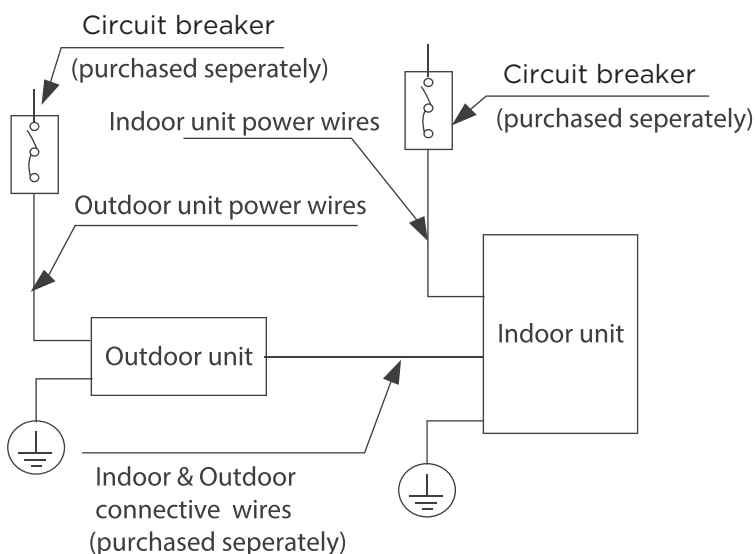 Circuit breaker
(purchased seperately)
Circuit breaker
(purchased seperately)
Indoor unit power wires
Outdoor unit power wires
Outdoor unit
Indoor unit
Indoor & Outdoor
connective wires
(purchased seperately)